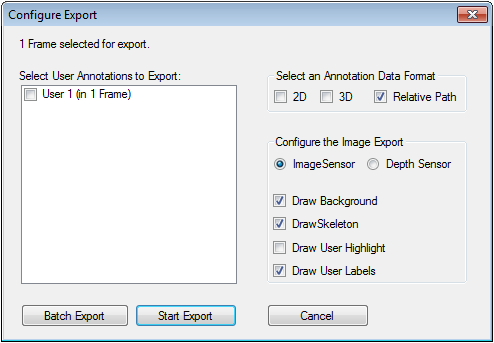 Configure Export
1 Frame selected for export.
Select User Annotations to Export:
User 1 (in 1 Frame)
Select an Annotation Data Format
2D 3D Relative Path
Configure the Image Export
ImageSensor Depth Sensor
Draw Background
DrawSkeleton
Draw User Highlight
Draw User Labels
Batch Export Start Export Cancel